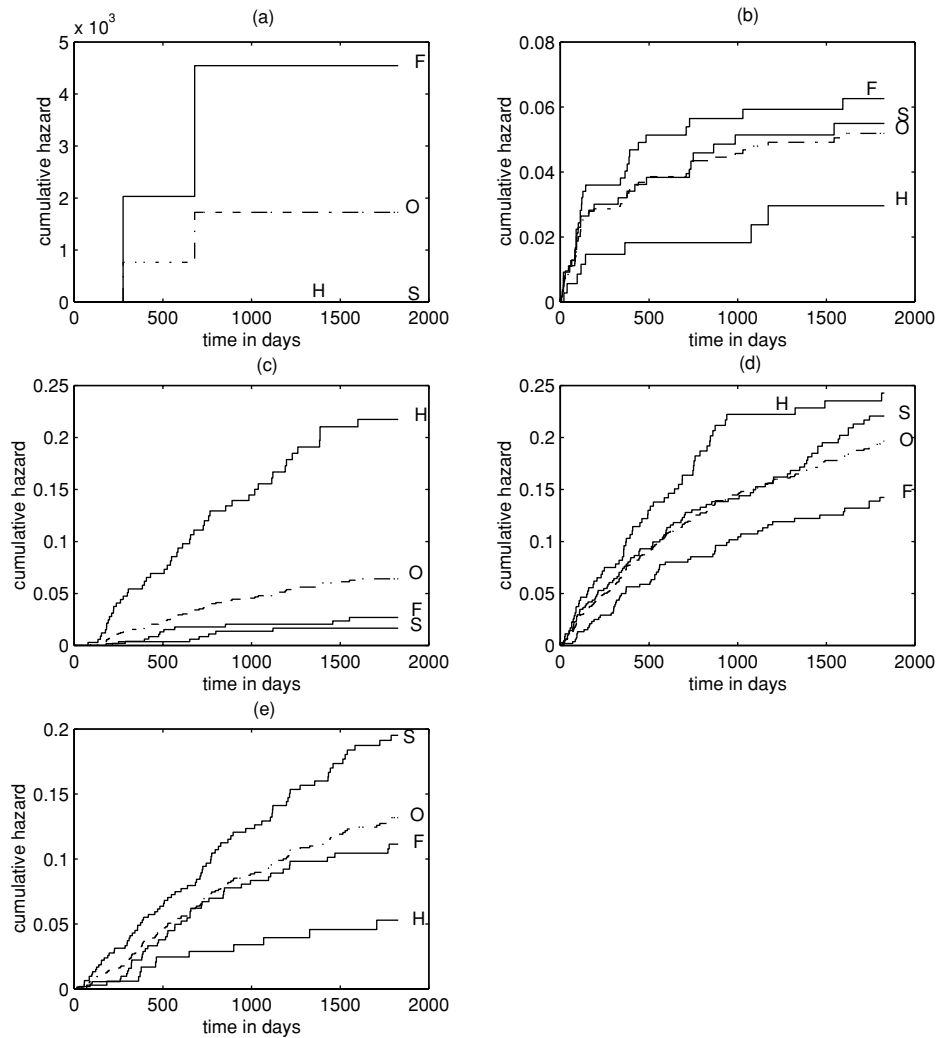 (a)
x 10³
5
4
3
2
1
0
0 500 1000 1500 2000
cumulative hazard
time in days
F
O
H
S
(b)
0.08
0.06
0.04
0.02
0
0 500 1000 1500 2000
cumulative hazard
time in days
F
S
O
H
(c)
0.25
0.2
0.15
0.1
0.05
0
0 500 1000 1500 2000
cumulative hazard
time in days
H
O
F
S
(d)
0.25
0.2
0.15
0.1
0.05
0
0 500 1000 1500 2000
cumulative hazard
time in days
H
S
O
F
(e)
0.2
0.15
0.1
0.05
0
0 500 1000 1500 2000
cumulative hazard
time in days
S
O
F
H